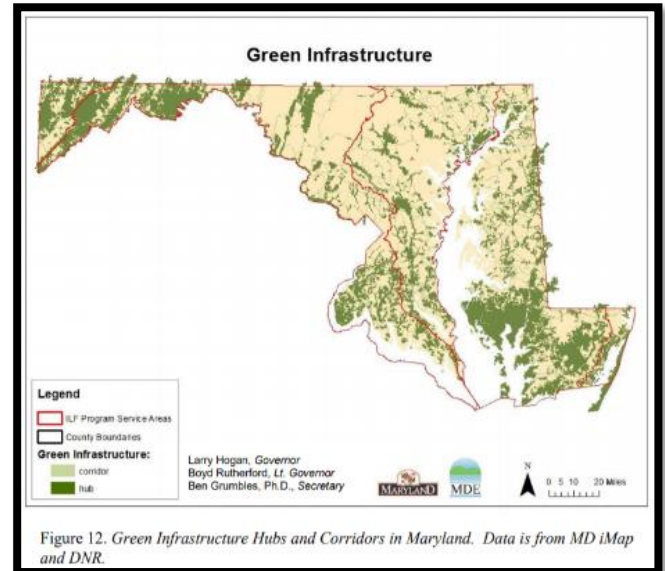 Green Infrastructure
Legend
ILF Program Service Areas
County Boundaries
Green Infrastructure:
corridor
hub
Larry Hogan, Governor
Boyd Rutherford, Lt. Governor
Ben Grumbles, Ph.D., Secretary
MARYLAND
MDE
N
0 5 10 20 Miles
Figure 12. Green Infrastructure Hubs and Corridors in Maryland. Data is from MD iMap
and DNR.